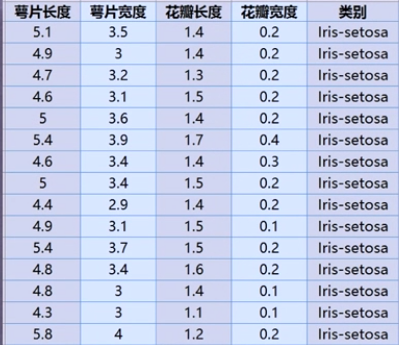 萼片长度 萼片宽度 花瓣长度 花瓣宽度 类别
5.1 3.5 1.4 0.2 Iris-setosa
4.9 3 1.4 0.2 Iris-setosa
4.7 3.2 1.3 0.2 Iris-setosa
4.6 3.1 1.5 0.2 Iris-setosa
5 3.6 1.4 0.2 Iris-setosa
5.4 3.9 1.7 0.4 Iris-setosa
4.6 3.4 1.4 0.3 Iris-setosa
5 3.4 1.5 0.2 Iris-setosa
4.4 2.9 1.4 0.2 Iris-setosa
4.9 3.1 1.5 0.1 Iris-setosa
5.4 3.7 1.5 0.2 Iris-setosa
4.8 3.4 1.6 0.2 Iris-setosa
4.8 3 1.4 0.1 Iris-setosa
4.3 3 1.1 0.1 Iris-setosa
5.8 4 1.2 0.2 Iris-setosa